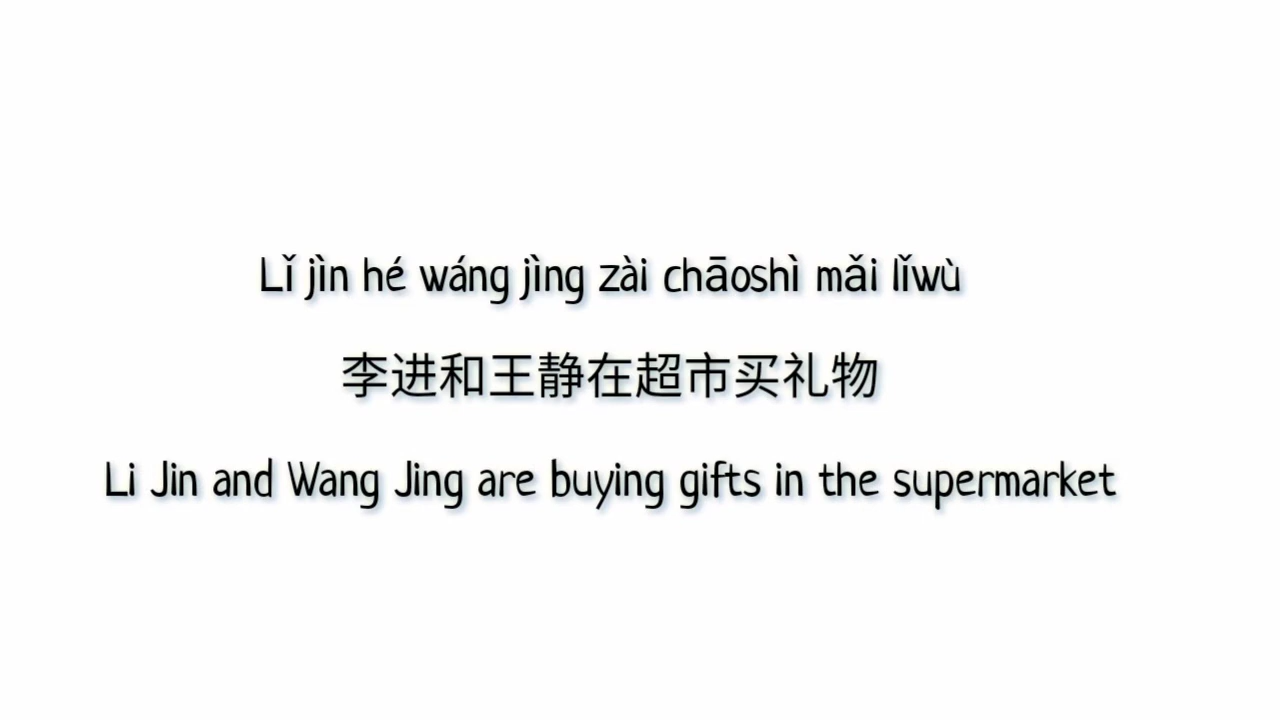 Lǐ jìn hé wáng jìng zài chāoshì mǎi lǐwù
李进和王静在超市买礼物
Li Jin and Wang Jing are buying gifts in the supermarket